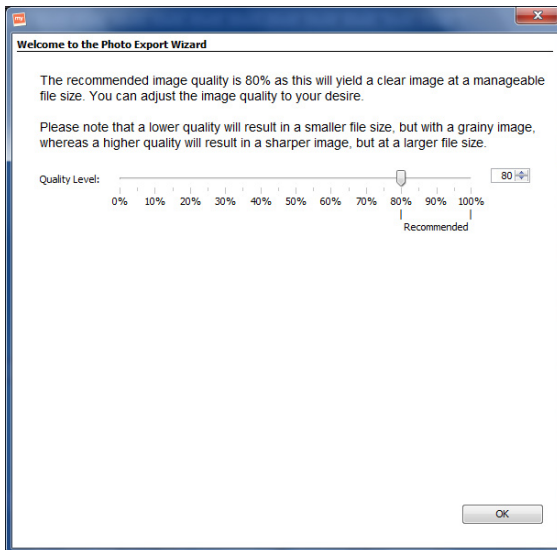 my
Welcome to the Photo Export Wizard
The recommended image quality is 80% as this will yield a clear image at a manageable
file size. You can adjust the image quality to your desire.
Please note that a lower quality will result in a smaller file size, but with a grainy image,
whereas a higher quality will result in a sharper image, but at a larger file size.
Quality Level:
80
0% 10% 20% 30% 40% 50% 60% 70% 80% 90% 100%
Recommended
OK